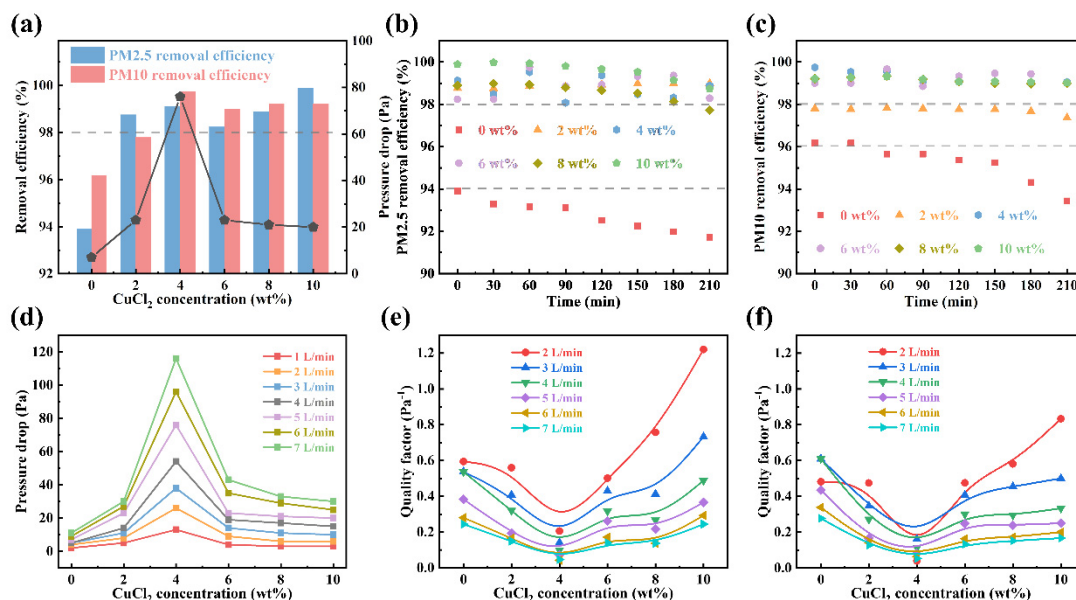 (a)
PM2.5 removal efficiency
PM10 removal efficiency
Removal efficiency (%)
100
98
96
94
92
Pressure drop (Pa)
100
80
60
40
20
0
0 2 4 6 8 10
CuCl2 concentration (wt%)
(b)
PM2.5 removal efficiency (%)
100
98
96
94
92
90
0 wt% 2 wt% 4 wt%
6 wt% 8 wt% 10 wt%
0 30 60 90 120 150 180 210
Time (min)
(c)
PM10 removal efficiency (%)
100
98
96
94
92
90
0 wt% 2 wt% 4 wt%
6 wt% 8 wt% 10 wt%
0 30 60 90 120 150 180 210
Time (min)
(d)
Pressure drop (Pa)
120
100
80
60
40
20
0
1 L/min
2 L/min
3 L/min
4 L/min
5 L/min
6 L/min
7 L/min
0 2 4 6 8 10
CuCl2 concentration (wt%)
(e)
Quality factor (Pa⁻¹)
1.2
1.0
0.8
0.6
0.4
0.2
0.0
2 L/min
3 L/min
4 L/min
5 L/min
6 L/min
7 L/min
0 2 4 6 8 10
CuCl2 concentration (wt%)
(f)
Quality factor (Pa⁻¹)
1.2
1.0
0.8
0.6
0.4
0.2
0.0
2 L/min
3 L/min
4 L/min
5 L/min
6 L/min
7 L/min
0 2 4 6 8 10
CuCl2 concentration (wt%)